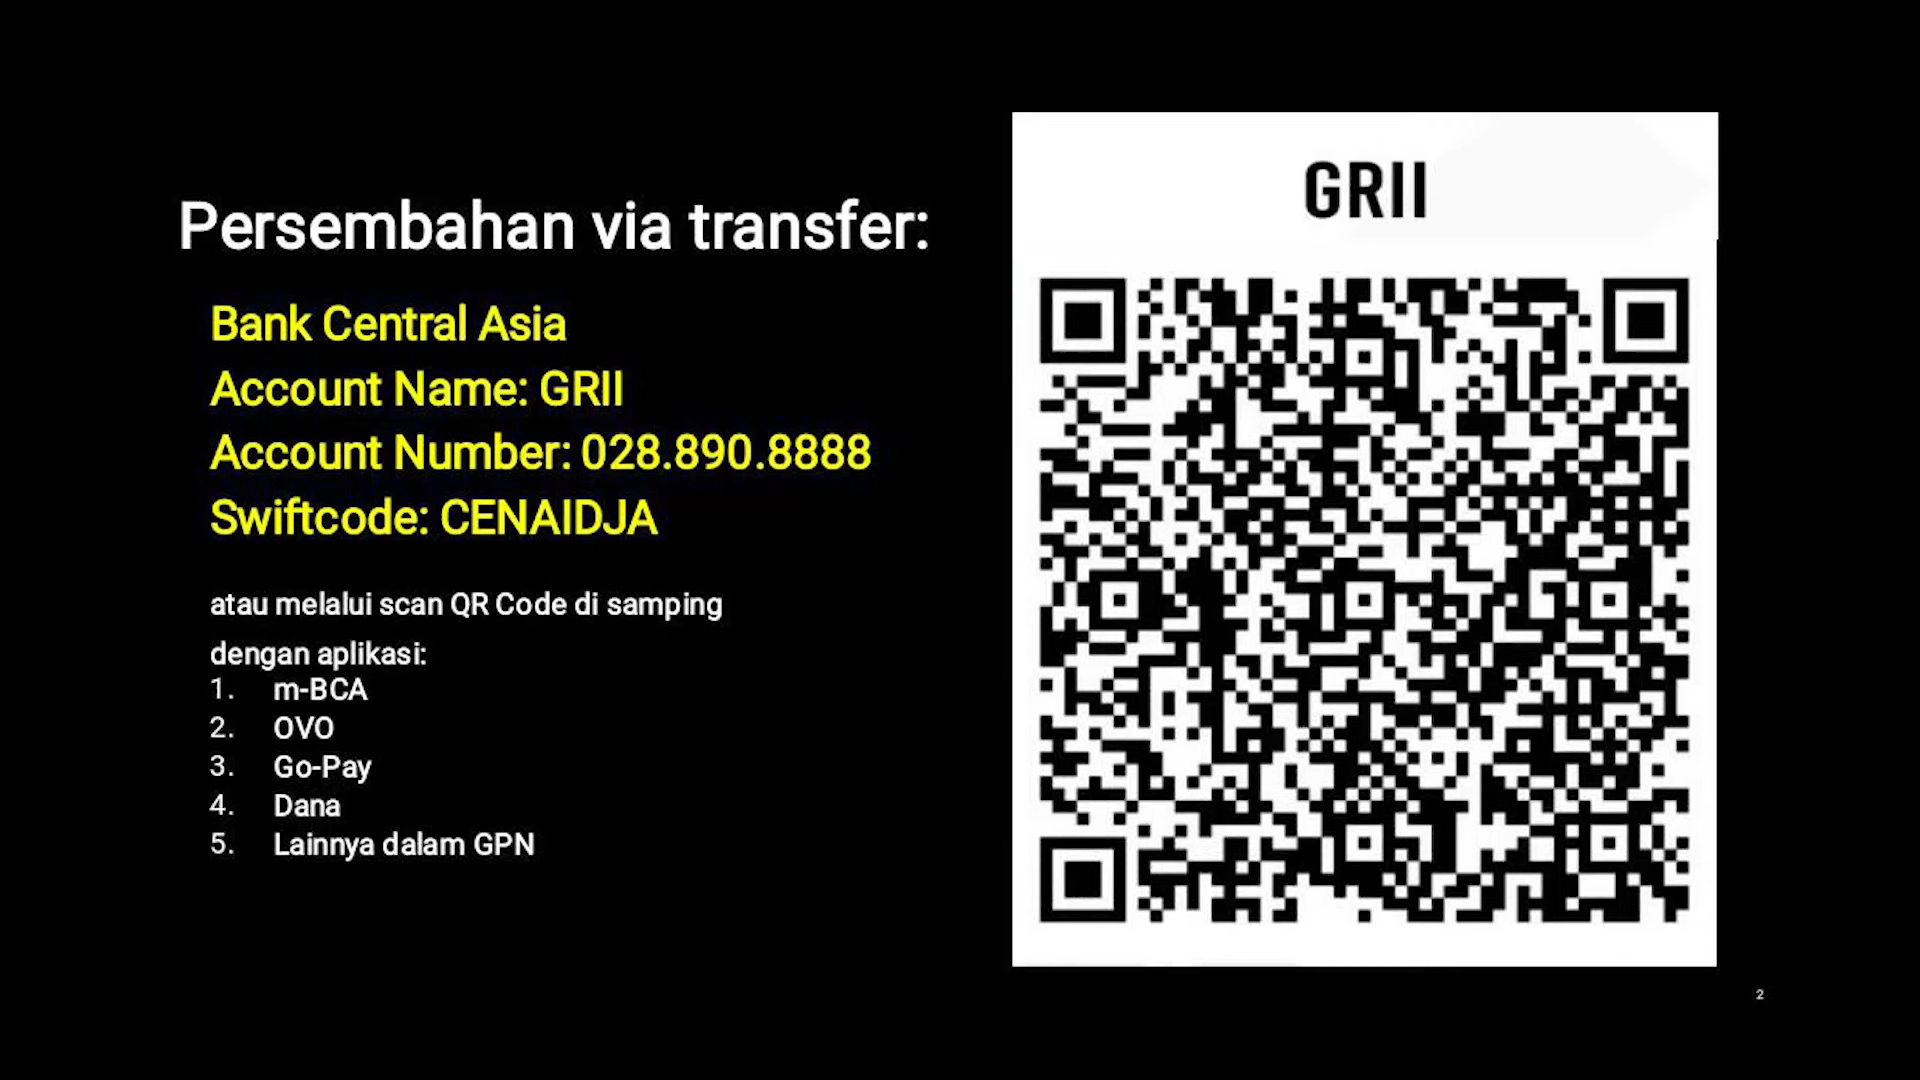 Persembahan via transfer:
Bank Central Asia
Account Name: GRII
Account Number: 028.890.8888
Swiftcode: CENAIDJA
atau melalui scan QR Code di samping
dengan aplikasi:
1. m-BCA
2. OVO
3. Go-Pay
4. Dana
5. Lainnya dalam GPN
GRII
2